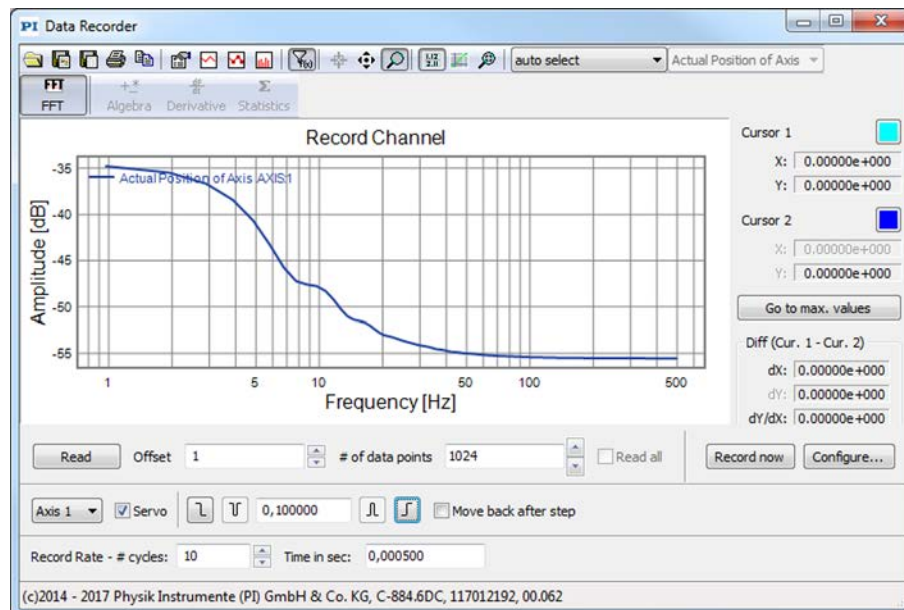 PI Data Recorder
auto select
Actual Position of Axis
FFT
FFT
Algebra
Derivative
Statistics
Record Channel
Actual Position of Axis AXIS:1
Amplitude [dB]
-35
-40
-45
-50
-55
1 5 10 50 100 500
Frequency [Hz]
Cursor 1
X: 0.00000e+000
Y: 0.00000e+000
Cursor 2
X: 0.00000e+000
Y: 0.00000e+000
Go to max. values
Diff (Cur. 1 - Cur. 2)
dX: 0.00000e+000
dY: 0.00000e+000
dY/dX: 0.00000e+000
Read Offset 1 # of data points 1024 Read all Record now Configure...
Axis 1 Servo 0,100000 Move back after step
Record Rate - # cycles: 10 Time in sec: 0,000500
(c)2014 - 2017 Physik Instrumente (PI) GmbH & Co. KG, C-884.6DC, 117012192, 00.062